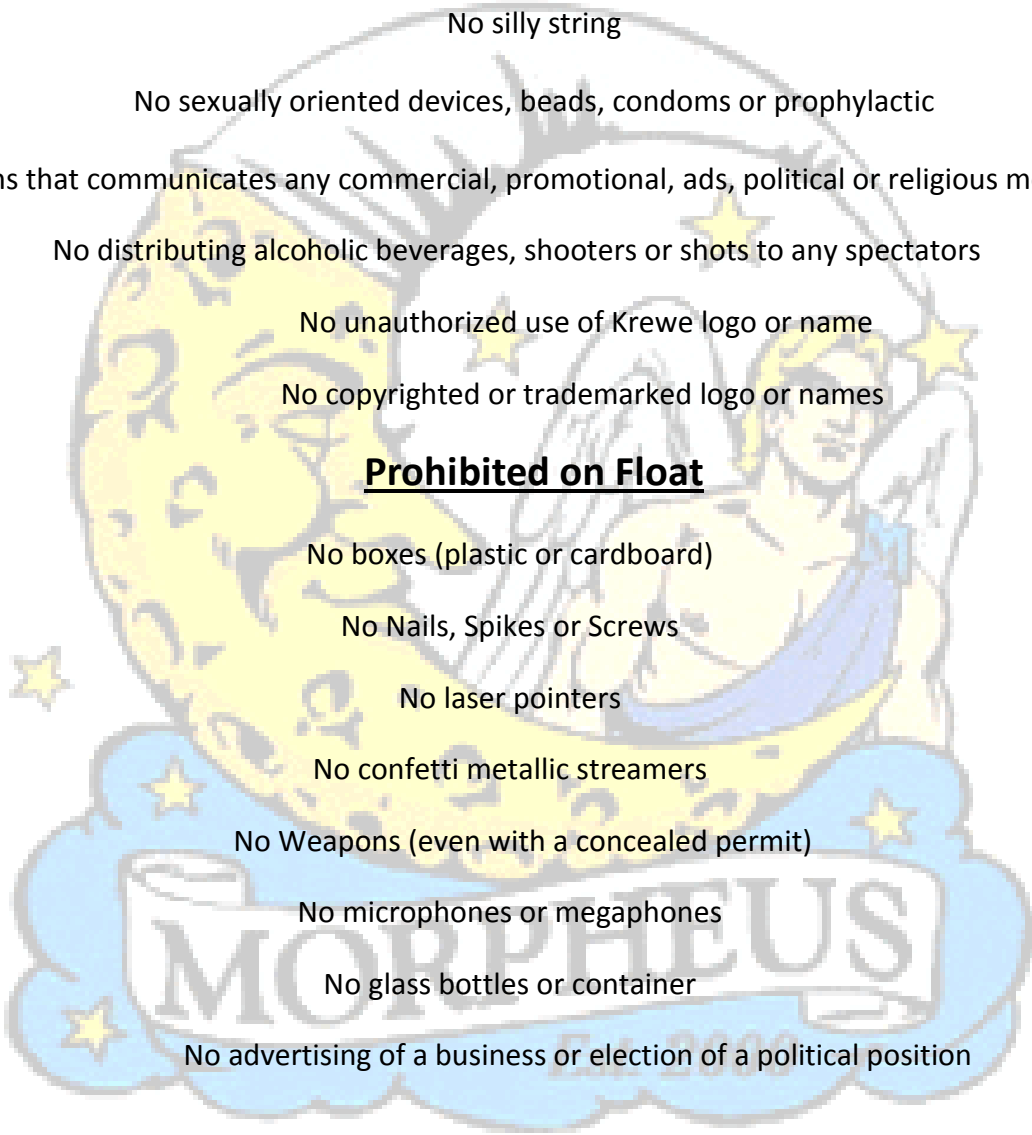 No silly string
No sexually oriented devices, beads, condoms or prophylactic
that communicates any commercial, promotional, ads, political or religious
No distributing alcoholic beverages, shooters or shots to any spectators
No unauthorized use of Krewe logo or name
No copyrighted or trademarked logo or names
Prohibited on Float
No boxes (plastic or cardboard)
No Nails, Spikes or Screws
No laser pointers
No confetti metallic streamers
No Weapons (even with a concealed permit)
No microphones or megaphones
MORPHEUS
No glass bottles or container
No advertising of a business or election of a political position
Est. 2000